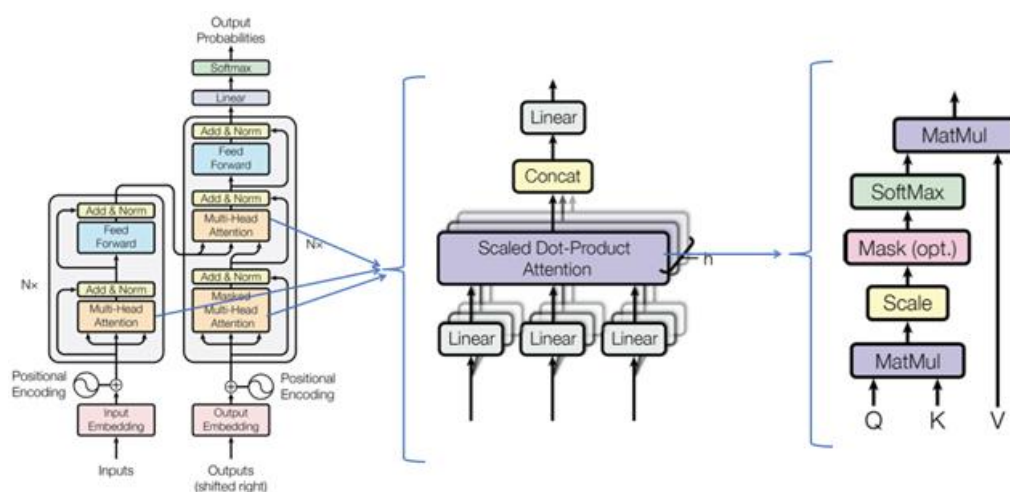 Output
Probabilities
Softmax
Linear
Add & Norm
Feed
Forward
Add & Norm
Multi-Head
Attention
Nx
Add & Norm
Masked
Multi-Head
Attention
Positional
Encoding
Output
Embedding
Outputs
(shifted right)
Add & Norm
Feed
Forward
Nx
Add & Norm
Multi-Head
Attention
Positional
Encoding
Input
Embedding
Inputs
Linear
Concat
Scaled Dot-Product
Attention
h
Linear
Linear
Linear
MatMul
SoftMax
Mask (opt.)
Scale
MatMul
Q
K
V